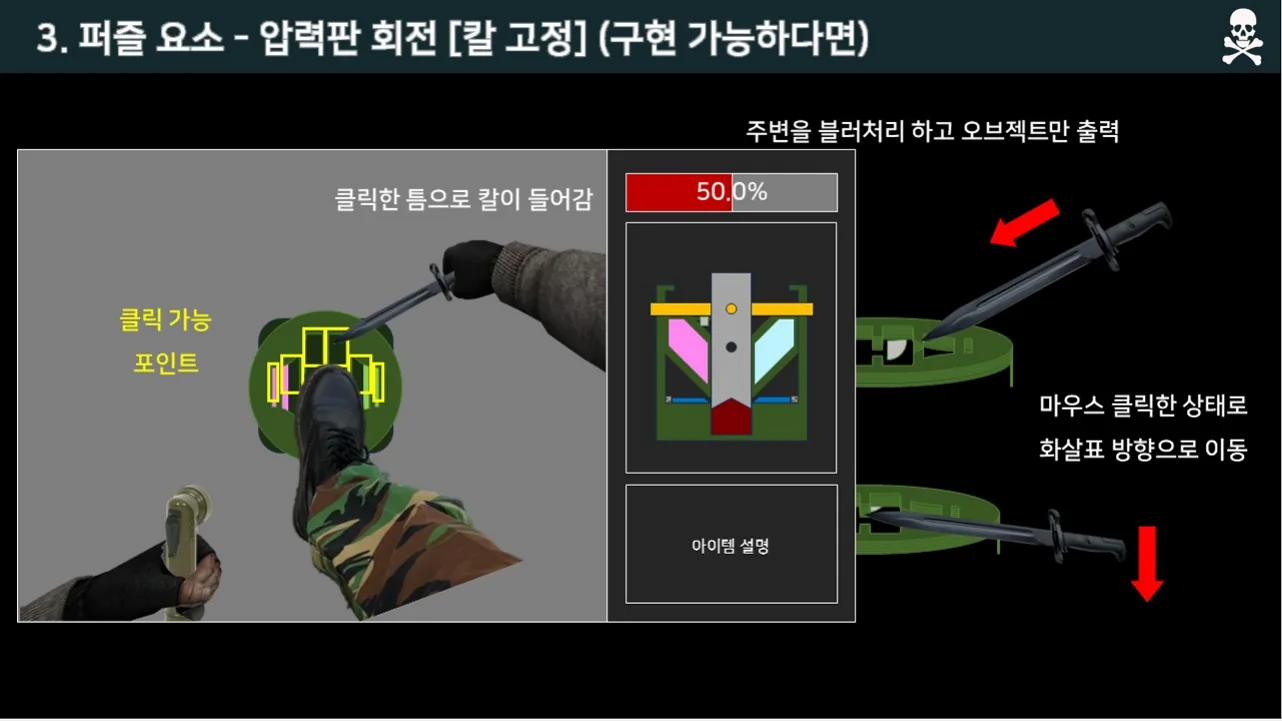 3. 퍼즐 요소 - 압력판 회전 [칼 고정] (구현 가능하다면)
주변을 블러처리 하고 오브젝트만 출력
클릭한 틈으로 칼이 들어감
50.0%
클릭 가능
포인트
마우스 클릭한 상태로
화살표 방향으로 이동
아이템 설명